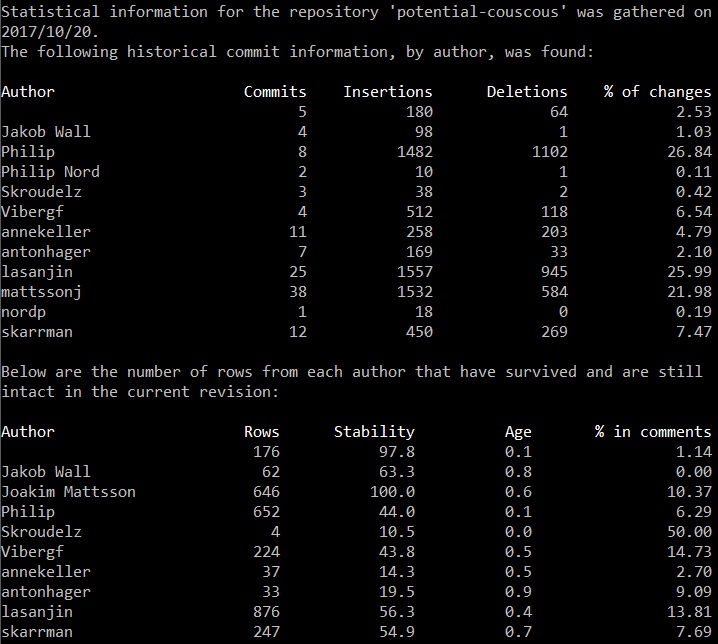 Statistical information for the repository 'potential-couscous' was gathered on
2017/10/20.
The following historical commit information, by author, was found:
Author Commits Insertions Deletions % of changes
5 180 64 2.53
Jakob Wall 4 98 1 1.03
Philip 8 1482 1102 26.84
Philip Nord 2 10 1 0.11
Skroudelz 3 38 2 0.42
Vibergf 4 512 118 6.54
annekeller 11 258 203 4.79
antonhager 7 169 33 2.10
lasanjin 25 1557 945 25.99
mattssonj 38 1532 584 21.98
nordp 1 18 0 0.19
skarrman 12 450 269 7.47
Below are the number of rows from each author that have survived and are still
intact in the current revision:
Author Rows Stability Age % in comments
176 97.8 0.1 1.14
Jakob Wall 62 63.3 0.8 0.00
Joakim Mattsson 646 100.0 0.6 10.37
Philip 652 44.0 0.1 6.29
Skroudelz 4 10.5 0.0 50.00
Vibergf 224 43.8 0.5 14.73
annekeller 37 14.3 0.5 2.70
antonhager 33 19.5 0.9 9.09
lasanjin 876 56.3 0.4 13.81
skarrman 247 54.9 0.7 7.69